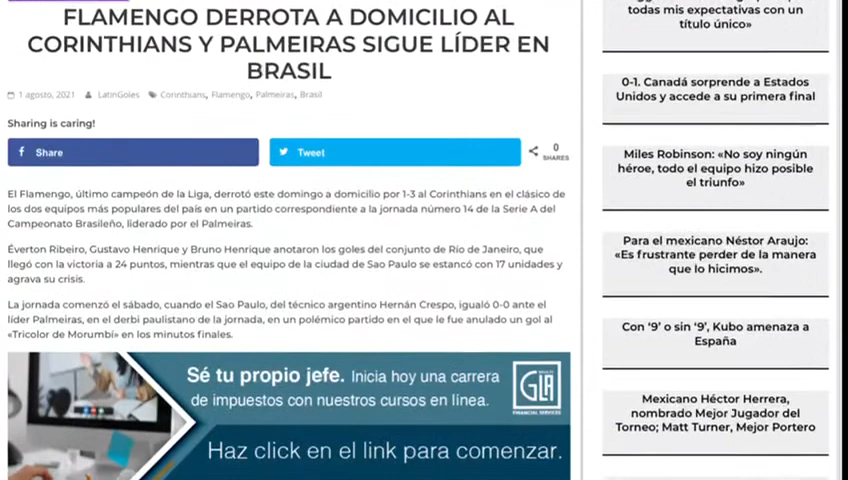 FLAMENGO DERROTA A DOMICILIO AL
CORINTHIANS Y PALMEIRAS SIGUE LÍDER EN
BRASIL
1 agosto, 2021 LatinGoles Corinthians, Flamengo, Palmeiras, Brasil
Sharing is caring!
Share
Tweet
0
SHARES
El Flamengo, último campeón de la Liga, derrotó este domingo a domicilio por 1-3 al Corinthians en el clásico de
los dos equipos más populares del país en un partido correspondiente a la jornada número 14 de la Serie A del
Campeonato Brasileño, liderado por el Palmeiras.
Éverton Ribeiro, Gustavo Henrique y Bruno Henrique anotaron los goles del conjunto de Río de Janeiro, que
llegó con la victoria a 24 puntos, mientras que el equipo de la ciudad de Sao Paulo se estancó con 17 unidades y
agrava su crisis.
La jornada comenzó el sábado, cuando el Sao Paulo, del técnico argentino Hernán Crespo, igualó 0-0 ante el
líder Palmeiras, en el derbi paulistano de la jornada, en un polémico partido en el que le fue anulado un gol al
«Tricolor de Morumbí» en los minutos finales.
Sé tu propio jefe. Inicia hoy una carrera
de impuestos con nuestros cursos en línea.
GLA
FINANCIAL SERVICES
Haz click en el link para comenzar.
todas mis expectativas con un
título único»
0-1. Canadá sorprende a Estados
Unidos y accede a su primera final
Miles Robinson: «No soy ningún
héroe, todo el equipo hizo posible
el triunfo»
Para el mexicano Néstor Araujo:
«Es frustrante perder de la manera
que lo hicimos».
Con ‘9’ o sin ‘9’, Kubo amenaza a
España
Mexicano Héctor Herrera,
nombrado Mejor Jugador del
Torneo; Matt Turner, Mejor Portero